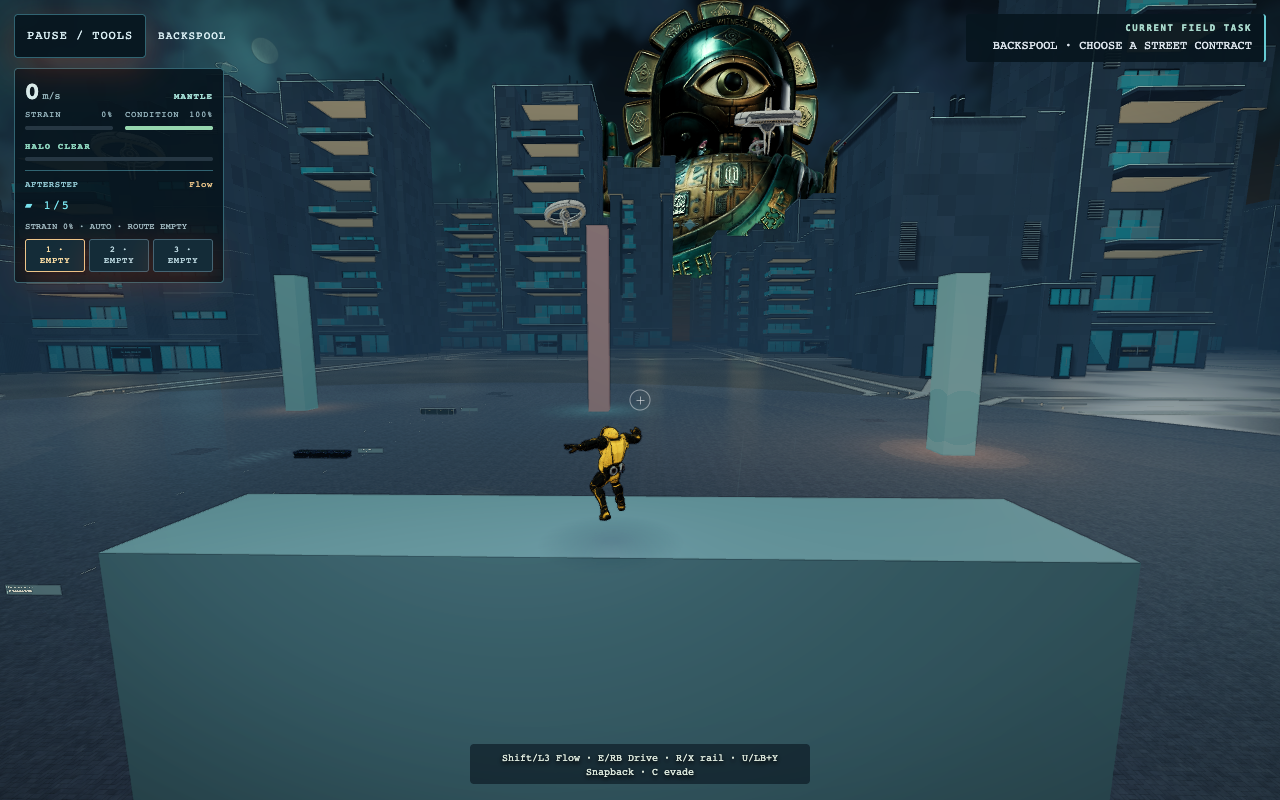 PAUSE / TOOLS
BACKSPOOL
CURRENT FIELD TASK
BACKSPOOL · CHOOSE A STREET CONTRACT
0 m/s
MANTLE
STRAIN 0%
CONDITION 100%
HALO CLEAR
AFTERSTEP
Flow
1/5
STRAIN 0% · AUTO · ROUTE EMPTY
1 · EMPTY
2 · EMPTY
3 · EMPTY
WITNESS
HE
Shift/L3 Flow · E/RB Drive · R/X rail · U/LB+Y
Snapback · C evade